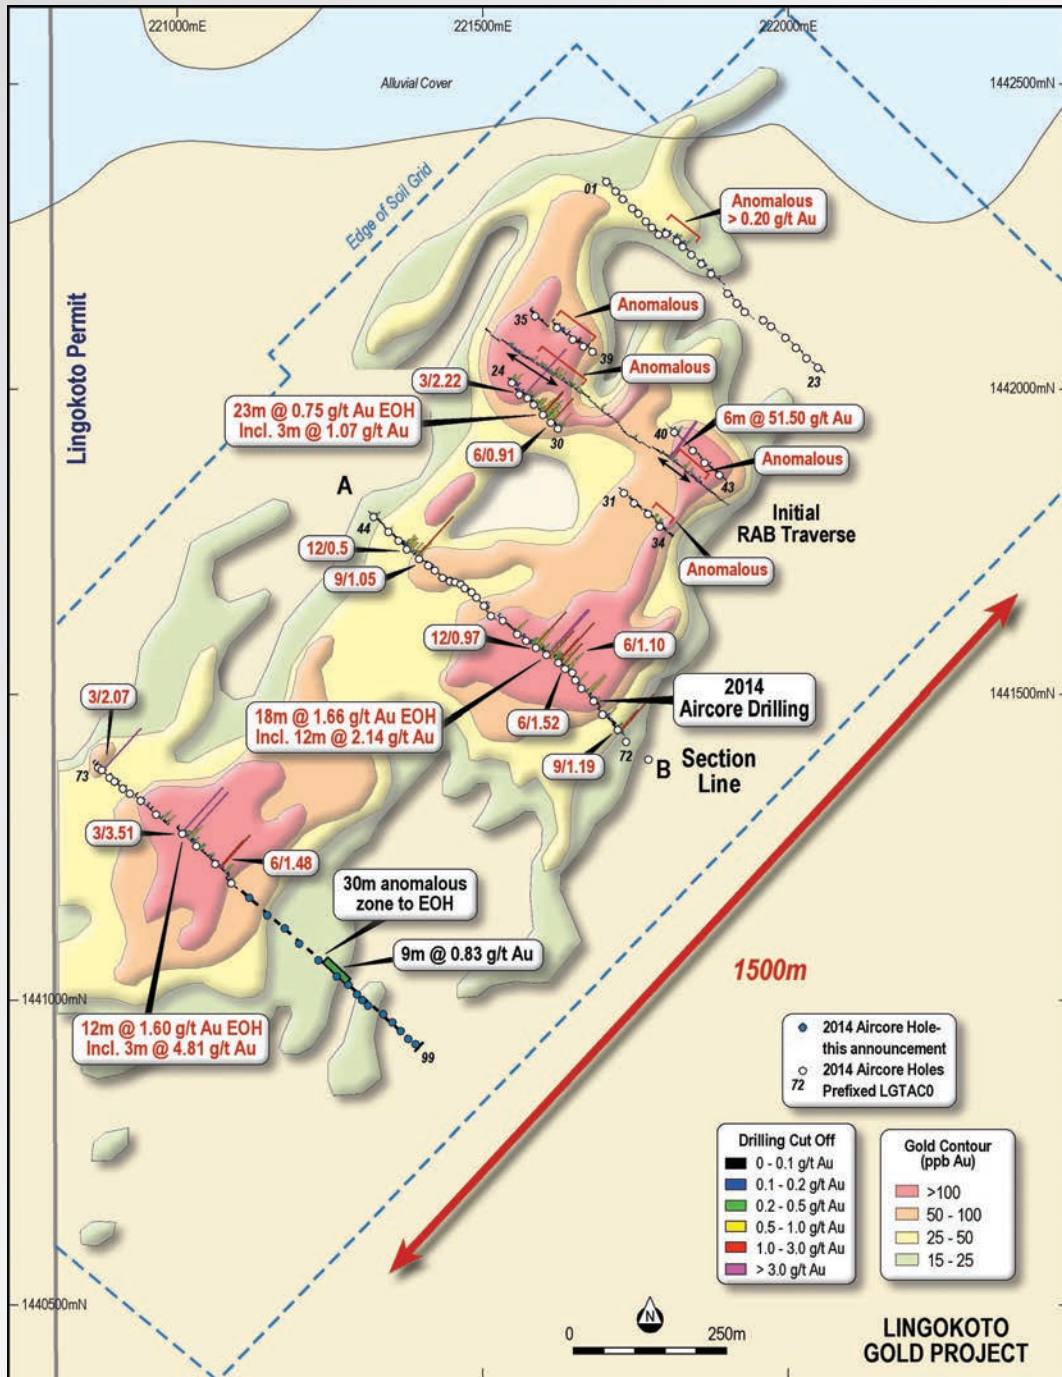 221000mE
221500mE
222000mE
Alluvial Cover
1442500mN
Edge of Soil Grid
01
Anomalous
> 0.20 g/t Au
Lingokoto Permit
35
Anomalous
39
23
1442000mN
24
3/2.22
Anomalous
23m @ 0.75 g/t Au EOH
Incl. 3m @ 1.07 g/t Au
6m @ 51.50 g/t Au
40
30
6/0.91
Anomalous
43
A
31
44
Initial
RAB Traverse
34
12/0.5
9/1.05
Anomalous
12/0.97
6/1.10
1441500mN
3/2.07
2014
Aircore Drilling
18m @ 1.66 g/t Au EOH
Incl. 12m @ 2.14 g/t Au
6/1.52
72
9/1.19
B
Section
Line
73
3/3.51
6/1.48
30m anomalous
zone to EOH
9m @ 0.83 g/t Au
1500m
1441000mN
1441000mN
12m @ 1.60 g/t Au EOH
Incl. 3m @ 4.81 g/t Au
99
2014 Aircore Hole-
this announcement
2014 Aircore Holes
72 Prefixed LGTAC0
Drilling Cut Off
0 - 0.1 g/t Au
0.1 - 0.2 g/t Au
0.2 - 0.5 g/t Au
0.5 - 1.0 g/t Au
1.0 - 3.0 g/t Au
> 3.0 g/t Au
Gold Contour
(ppb Au)
>100
50 - 100
25 - 50
15 - 25
1440500mN
1440500mN
N
0
250m
LINGOKOTO
GOLD PROJECT